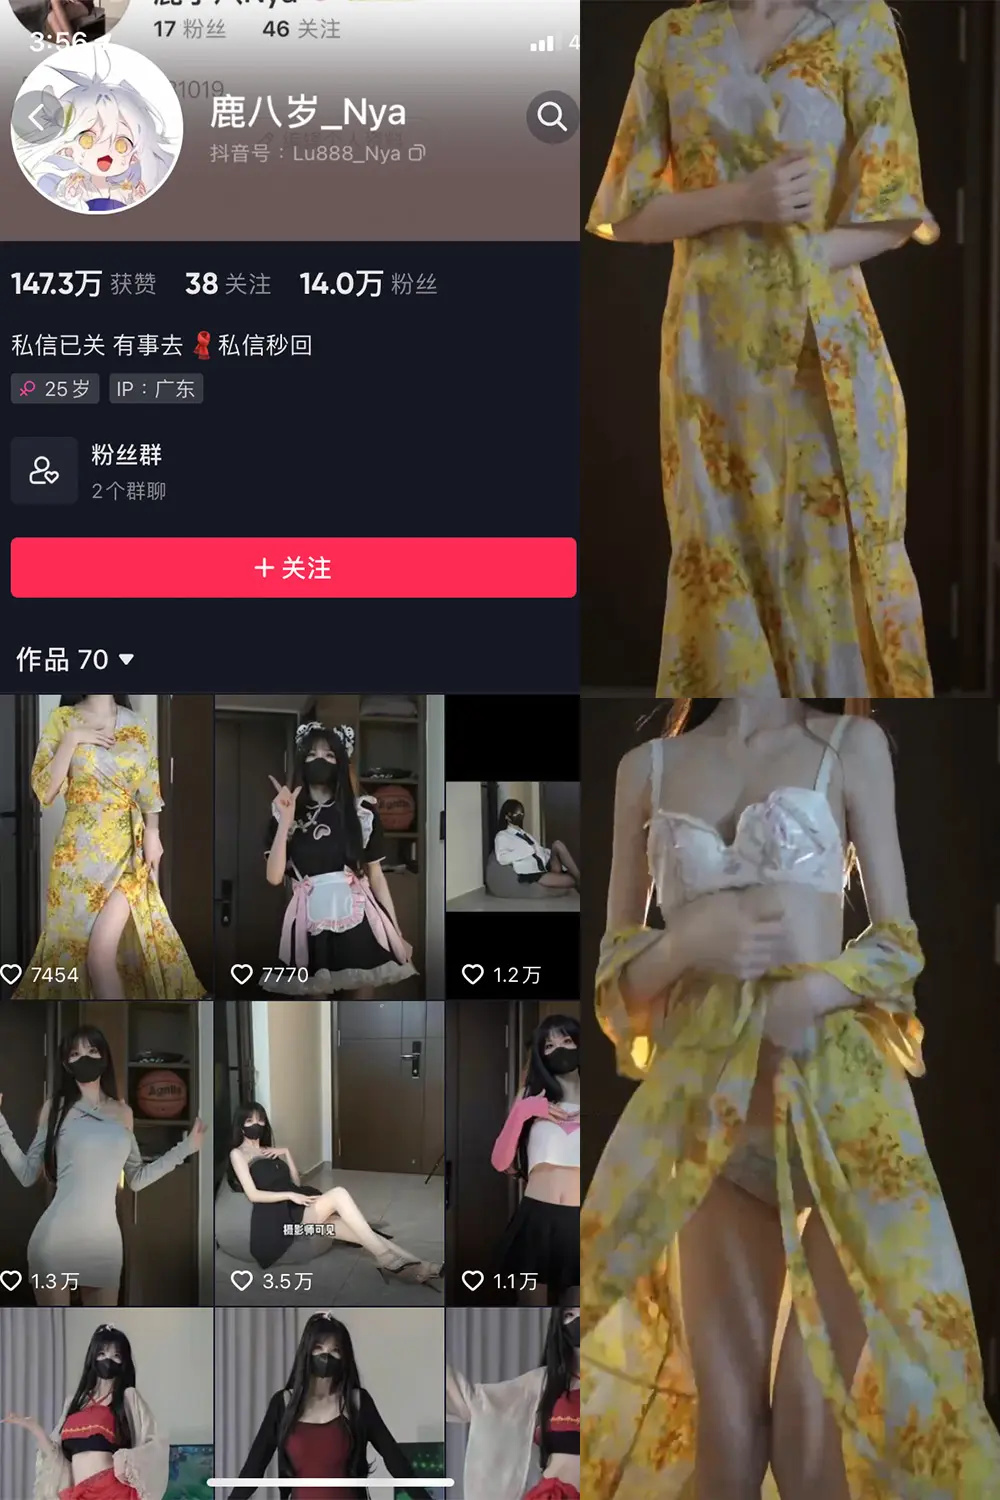 17 粉丝 46 关注
3:56
4
31019
鹿八岁_Nya
抖音号：Lu888_Nya
147.3万 获赞 38 关注 14.0万 粉丝
私信已关 有事去 私信秒回
25岁 IP：广东
粉丝群
2个群聊
+ 关注
作品 70
7454 7770 1.2万
摄影师可见
1.3万 3.5万 1.1万